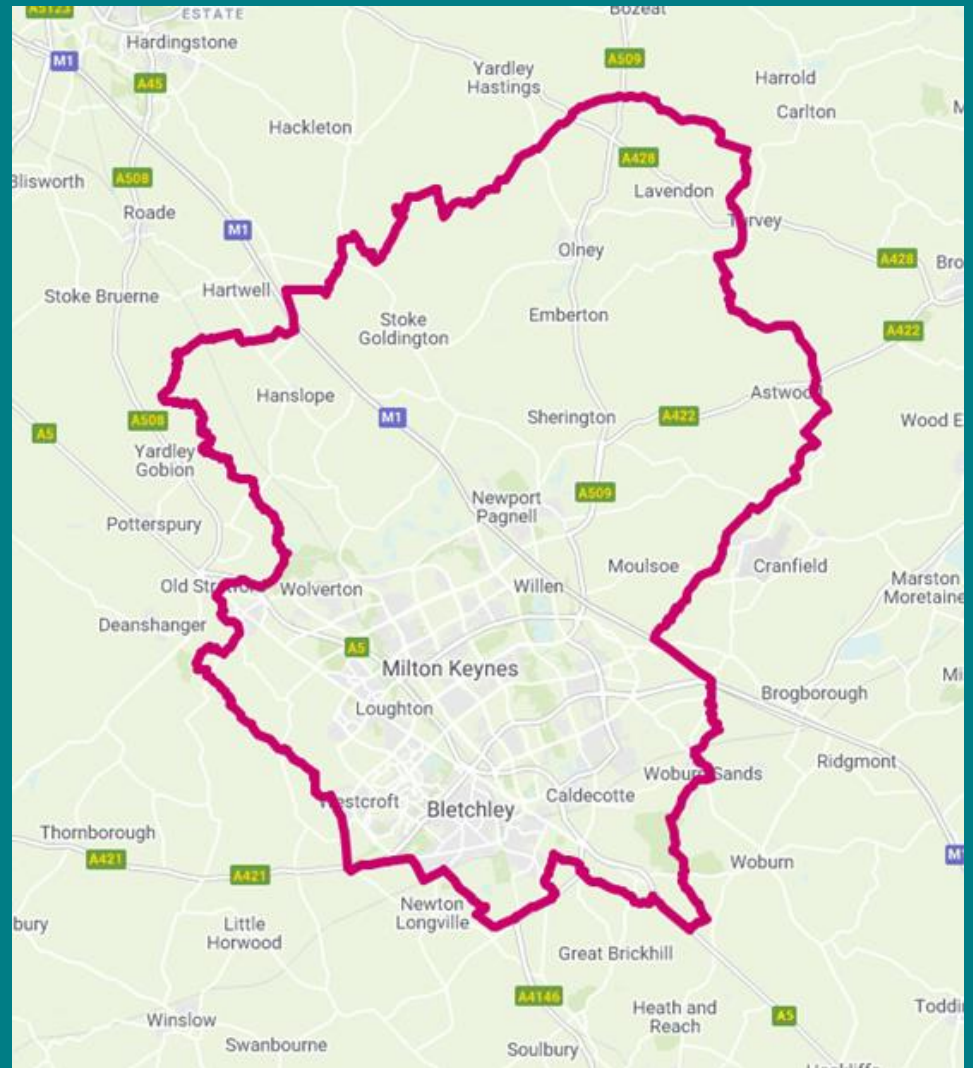 A5123
ESTATE
Bozeat
Hardingstone
M1
A509
Yardley
Hastings
Harrold
A45
Carlton
Hackleton
A428
Blisworth
A508
Lavendon
Roade
Turvey
M1
Olney
A428
Stoke Bruerne
Hartwell
Stoke
Goldington
Emberton
A422
Hanslope
Astwood
M1
Sherington
A422
A508
Wood E
A5
Yardley
Gobion
A509
Newport
Pagnell
Potterspury
Moulsoe
Cranfield
Old Stratford
Wolverton
Willen
Marston
Moretaine
Deanshanger
A5
Milton Keynes
Brogborough
Loughton
Ridgmont
Woburn Sands
Westcroft
Caldecotte
Bletchley
Thornborough
A421
Woburn
A421
Newton
Longville
bury
Little
Horwood
Great Brickhill
A4146
Heath and
Reach
A5
Winslow
Swanbourne
Soulbury